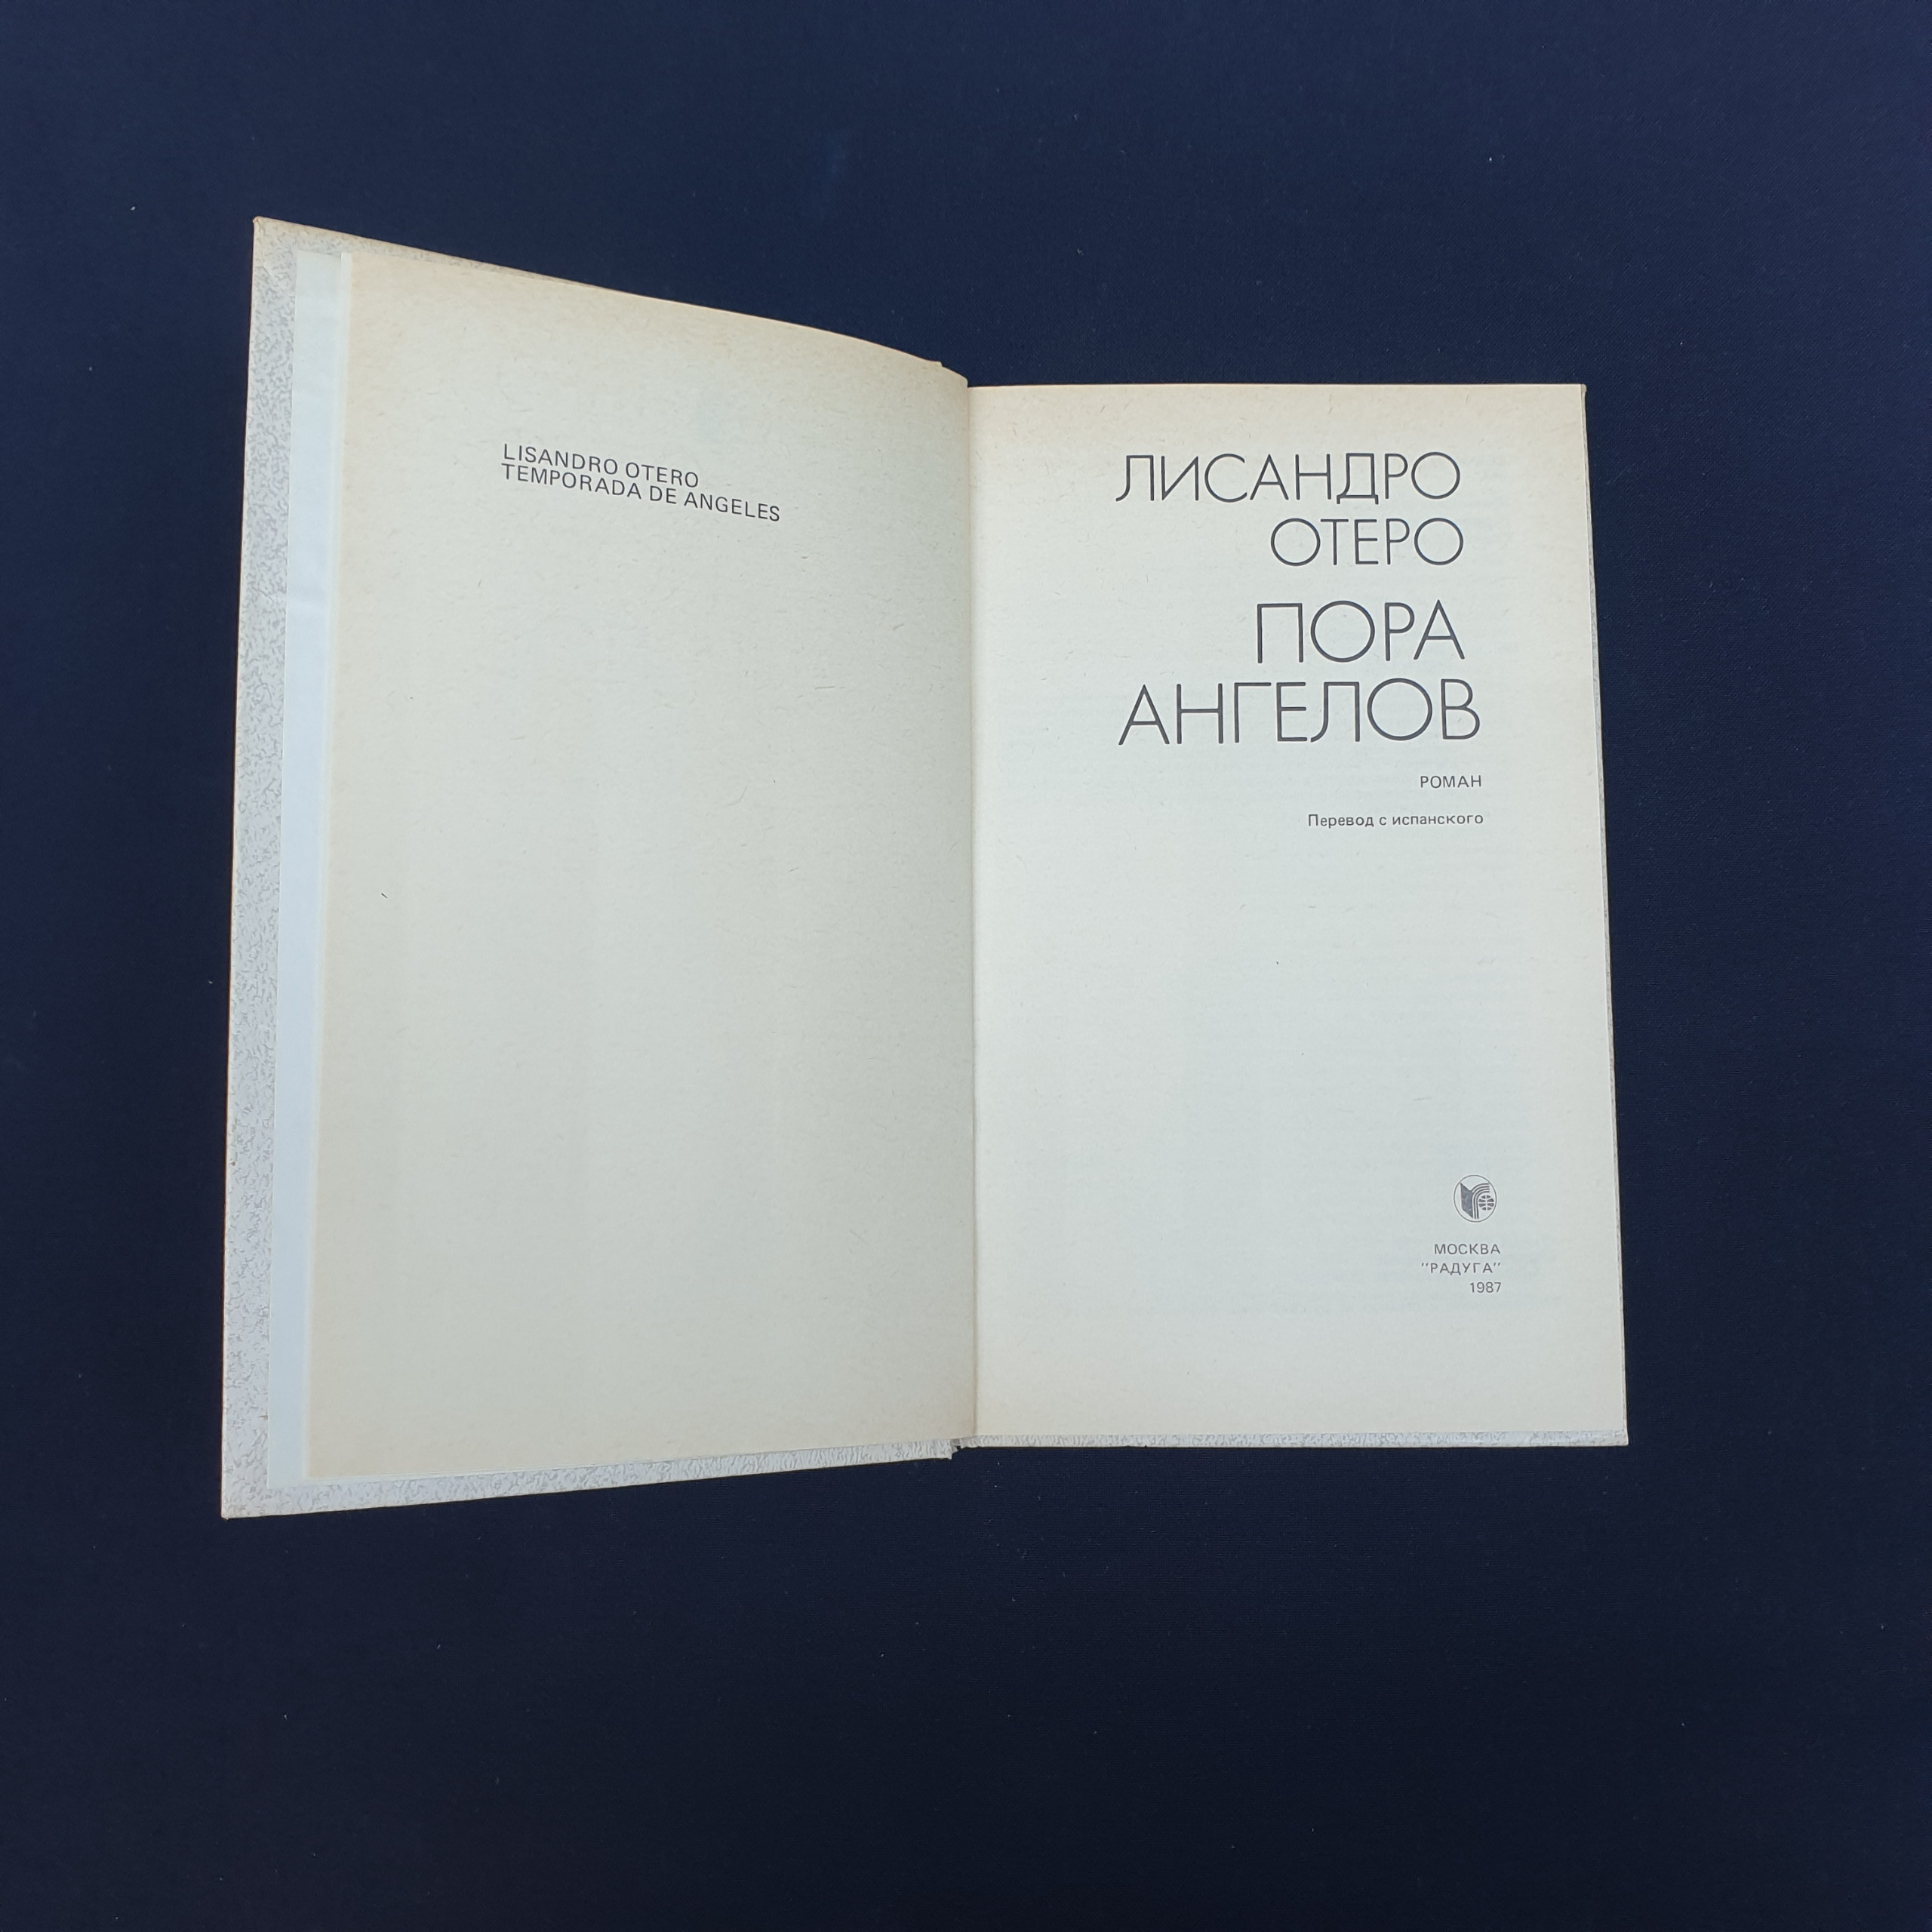 LISANDRO OTERO
TEMPORADA DE ANGELES
ЛИСАНДРО
ОТЕРО
ПОРА
АНГЕЛОВ
РОМАН
Перевод с испанского
МОСКВА
"РАДУГА"
1987